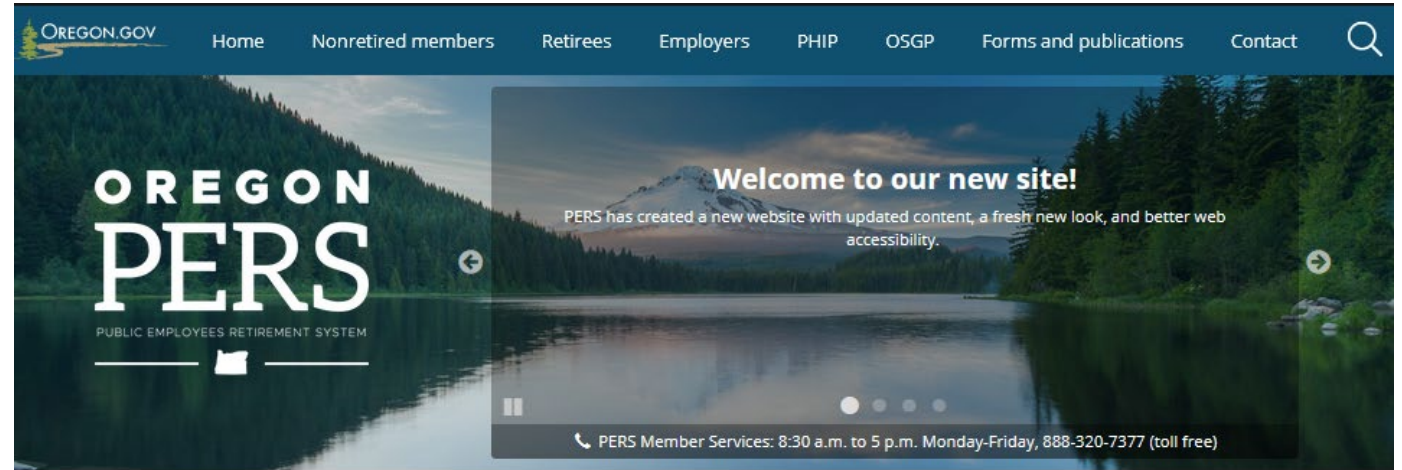 OREGON.GOV
Home
Nonretired members
Retirees
Employers
PHIP
OSGP
Forms and publications
Contact
OREGON
PERS
PUBLIC EMPLOYEES RETIREMENT SYSTEM
Welcome to our new site!
PERS has created a new website with updated content, a fresh new look, and better web
accessibility.
PERS Member Services: 8:30 a.m. to 5 p.m. Monday-Friday, 888-320-7377 (toll free)